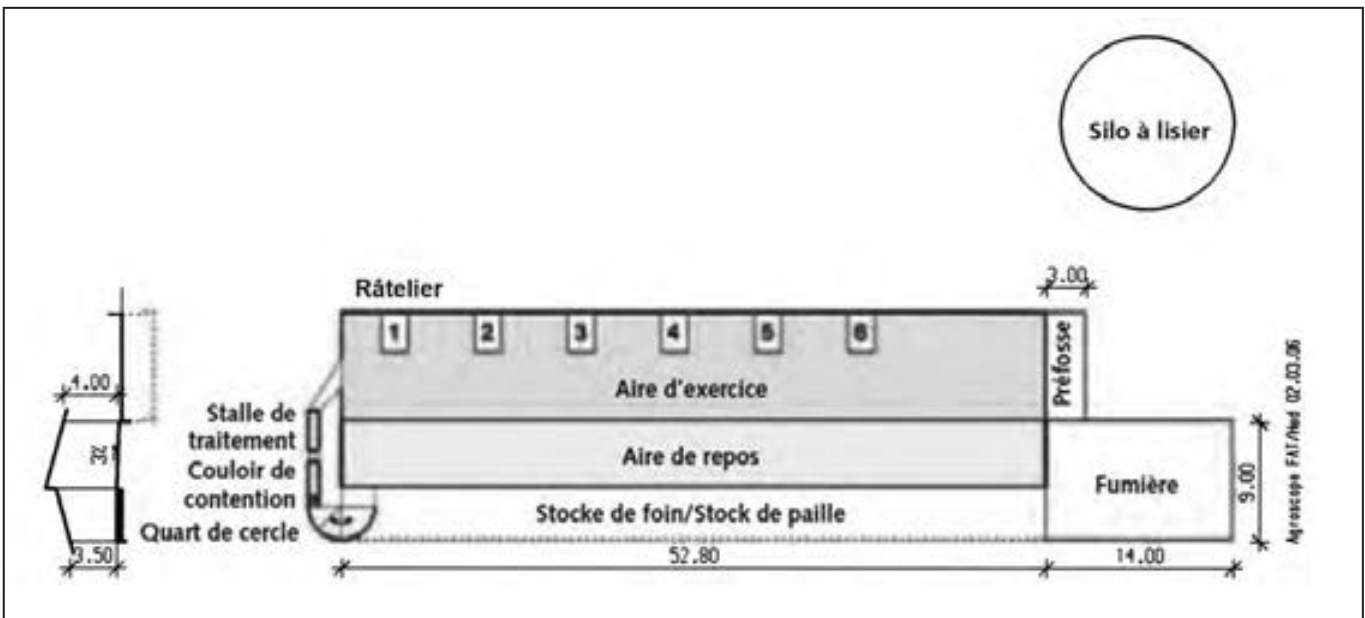 Silo à lisier
3.00
Râtelier
1 2 3 4 5 6
Préfosse
Aire d'exercice
4.00
Stalle de
traitement
3%
Aire de repos
Couloir de
contention
Fumière
9.00
Stocke de foin/Stock de paille
Quart de cercle
3.50
52.80
14.00
Agroscope FAT/Hed 02.03.06